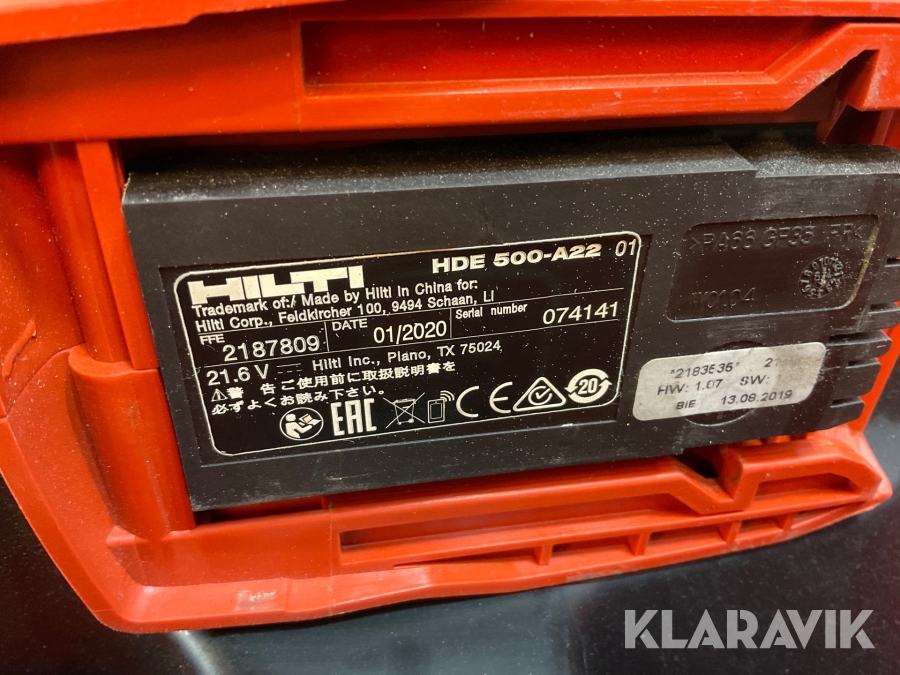 HILTI HDE 500-A22 01
Trademark of:/ Made by Hilti in China for:
Hilti Corp., Feldkircher 100, 9494 Schaan, LI
FFE 2187809 DATE 01/2020 Serial number 074141
21.6 V Hilti Inc., Plano, TX 75024
警告 ご使用前に取扱説明書を
必ずよくお読み下さい。
EAC CE 20
>PA66 GF35
*2183535*
HW: 1.07 SW:
BIE 13.08.2019
KLARAVIK